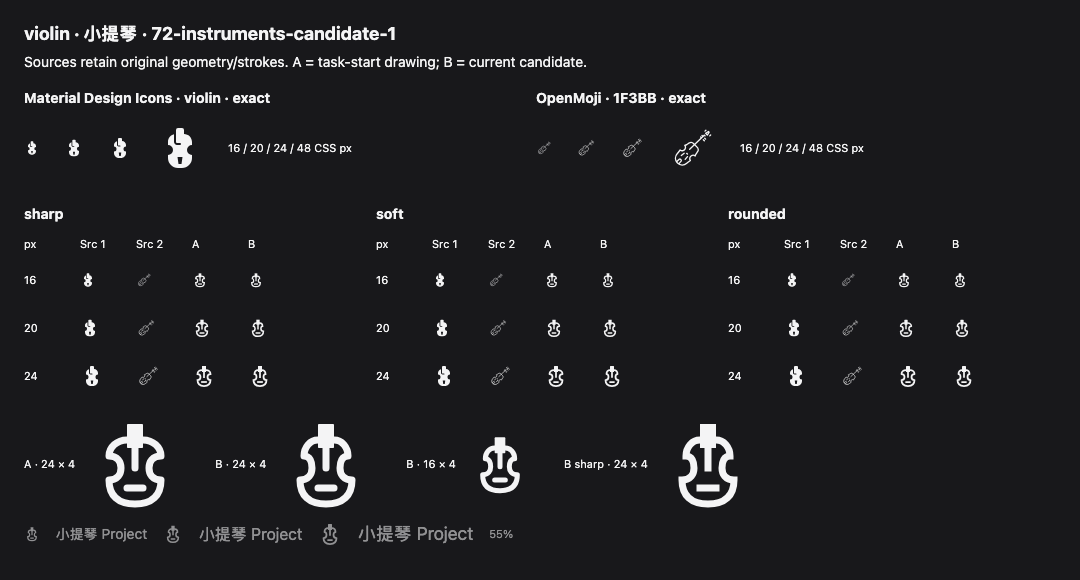 violin · 小提琴 · 72-instruments-candidate-1
Sources retain original geometry/strokes. A = task-start drawing; B = current candidate.
Material Design Icons · violin · exact
OpenMoji · 1F3BB · exact
16 / 20 / 24 / 48 CSS px
16 / 20 / 24 / 48 CSS px
sharp
soft
rounded
px Src 1 Src 2 A B
px Src 1 Src 2 A B
px Src 1 Src 2 A B
16
16
16
20
20
20
24
24
24
A · 24 × 4
B · 24 × 4
B · 16 × 4
B sharp · 24 × 4
小提琴 Project
小提琴 Project
小提琴 Project
55%